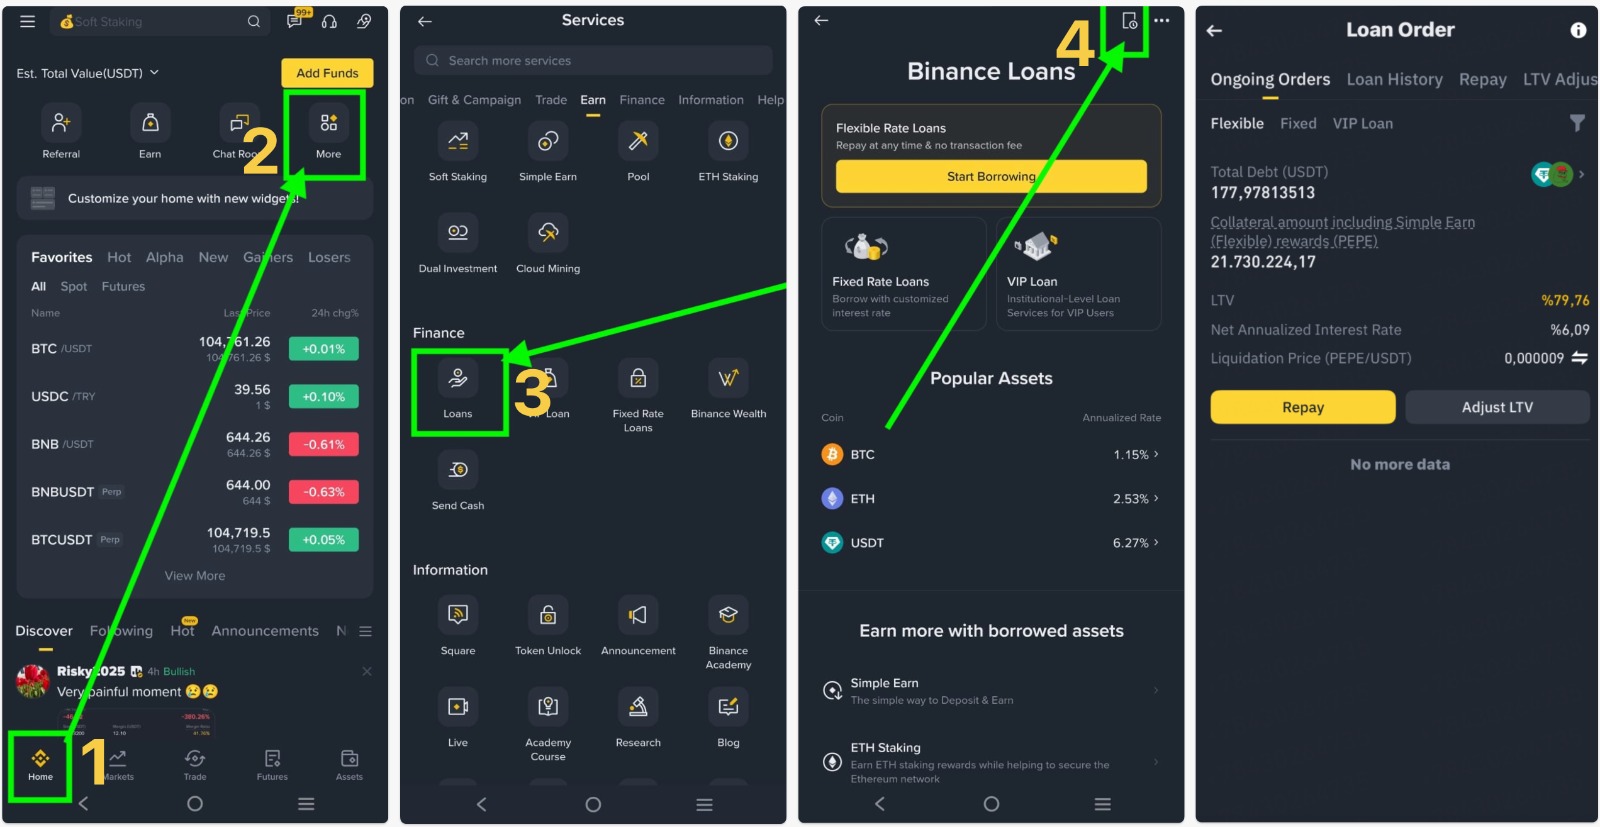 Soft Staking
99+
Est. Total Value(USDT)
Add Funds
Referral
Earn
Chat Roo
2
More
Customize your home with new widgets!
Favorites Hot Alpha New Gainers Losers
All Spot Futures
Name Last Price 24h chg%
BTC /USDT 104,761.26 +0.01%
104,761.26 $
USDC /TRY 39.56 +0.10%
1 $
BNB /USDT 644.26 -0.61%
644.26 $
BNBUSDT Perp 644.00 -0.63%
644 $
BTCUSDT Perp 104,719.5 +0.05%
104,719.5 $
View More
New
Discover Following Hot Announcements N
Risky2025 4h Bullish
Very painful moment 😢😢
-380.26%
12.10
41.76%
1
Home
Markets
Trade
Futures
Assets
Services
Search more services
on Gift & Campaign Trade Earn Finance Information Help
Soft Staking
Simple Earn
Pool
ETH Staking
Dual Investment
Cloud Mining
Finance
3
Loans
Loan
Fixed Rate
Loans
Binance Wealth
Send Cash
Information
Square
Token Unlock
Announcement
Binance
Academy
Live
Academy
Course
Research
Blog
4
Binance Loans
Flexible Rate Loans
Repay at any time & no transaction fee
Start Borrowing
Fixed Rate Loans
Borrow with customized
interest rate
VIP Loan
Institutional-Level Loan
Services for VIP Users
Popular Assets
Coin Annualized Rate
BTC 1.15%
ETH 2.53%
USDT 6.27%
Earn more with borrowed assets
Simple Earn
The simple way to Deposit & Earn
ETH Staking
Earn ETH staking rewards while helping to secure the
Ethereum network
Loan Order
Ongoing Orders Loan History Repay LTV Adjus
Flexible Fixed VIP Loan
Total Debt (USDT)
177,97813513
Collateral amount including Simple Earn
(Flexible) rewards (PEPE)
21.730.224,17
LTV %79,76
Net Annualized Interest Rate %6,09
Liquidation Price (PEPE/USDT) 0,000009
Repay
Adjust LTV
No more data